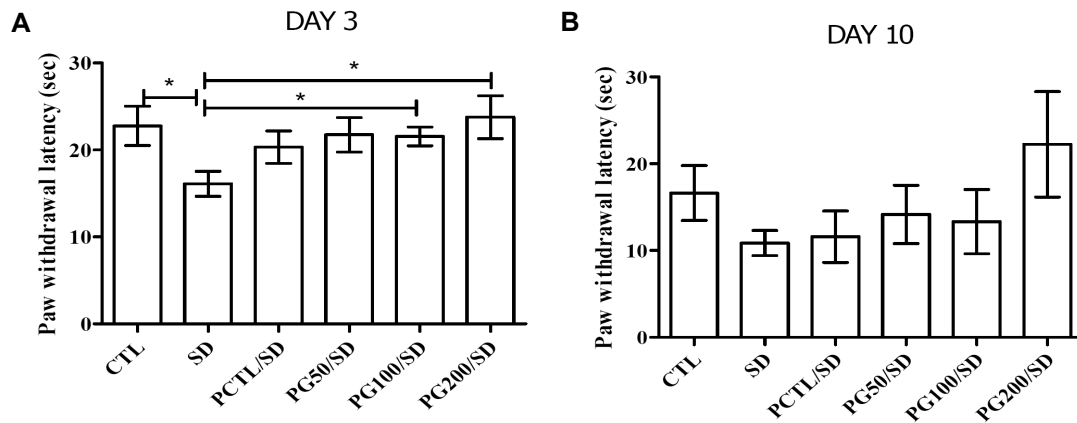 A
DAY 3
Paw withdrawal latency (sec)
30
20
10
0
*
*
*
CTL
SD
PCTL/SD
PG50/SD
PG100/SD
PG200/SD
B
DAY 10
Paw withdrawal latency (sec)
30
20
10
0
CTL
SD
PCTL/SD
PG50/SD
PG100/SD
PG200/SD